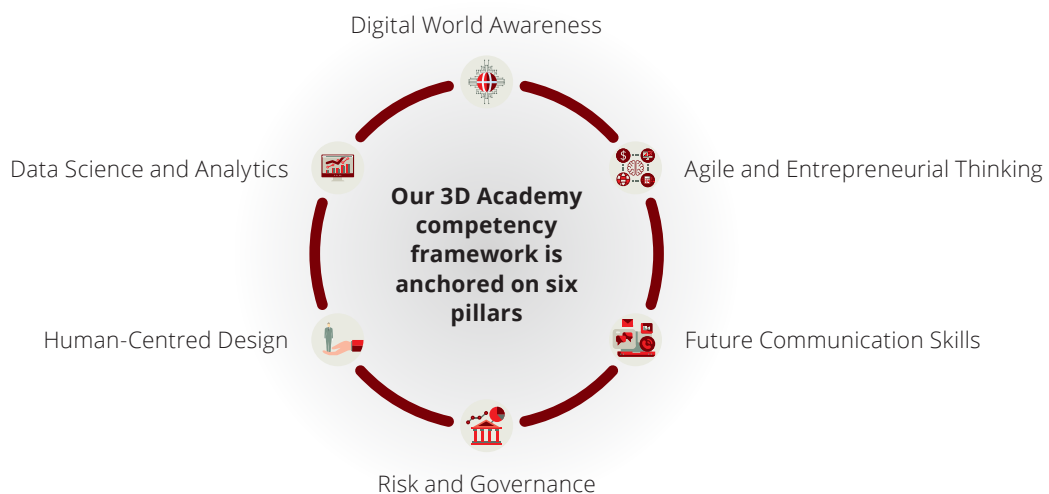 Digital World Awareness
Data Science and Analytics
Agile and Entrepreneurial Thinking
Our 3D Academy
competency
framework is
anchored on six
pillars
Human-Centred Design
Future Communication Skills
Risk and Governance